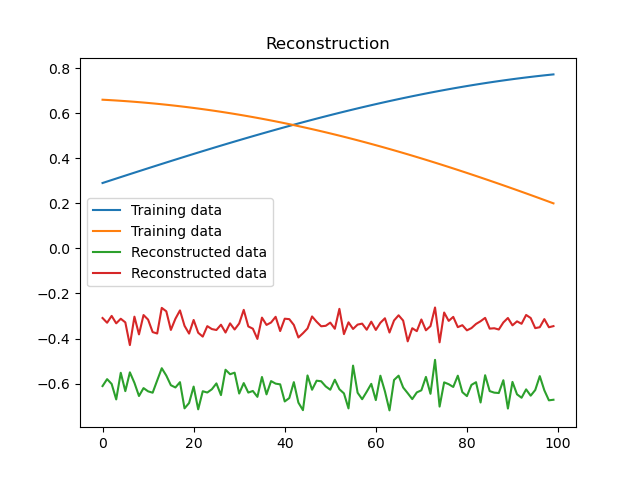 Reconstruction
0.8
0.6
0.4
0.2
0.0
−0.2
−0.4
−0.6
Training data
Training data
Reconstructed data
Reconstructed data
0 20 40 60 80 100